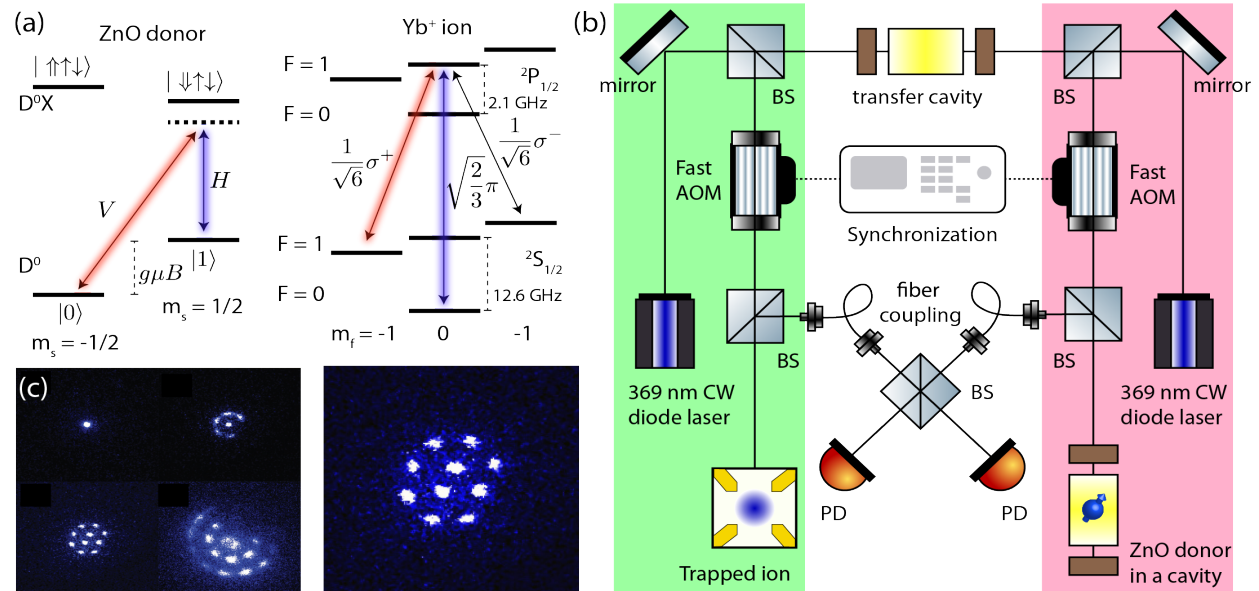 (a)
ZnO donor
| ⇑↑↓⟩
D⁰X
| ⇓↑↓⟩
V
H
D⁰
gμB
|1⟩
|0⟩
mₛ = 1/2
mₛ = -1/2
Yb⁺ ion
F = 1
²P₁/₂
2.1 GHz
F = 0
1/√6 σ⁺
√(2/3) π
1/√6 σ⁻
F = 1
²S₁/₂
F = 0
12.6 GHz
m_f = -1
0
-1
(b)
mirror
BS
transfer cavity
BS
mirror
Fast
AOM
Synchronization
Fast
AOM
fiber
coupling
BS
BS
369 nm CW
diode laser
BS
369 nm CW
diode laser
PD
PD
Trapped ion
ZnO donor
in a cavity
(c)